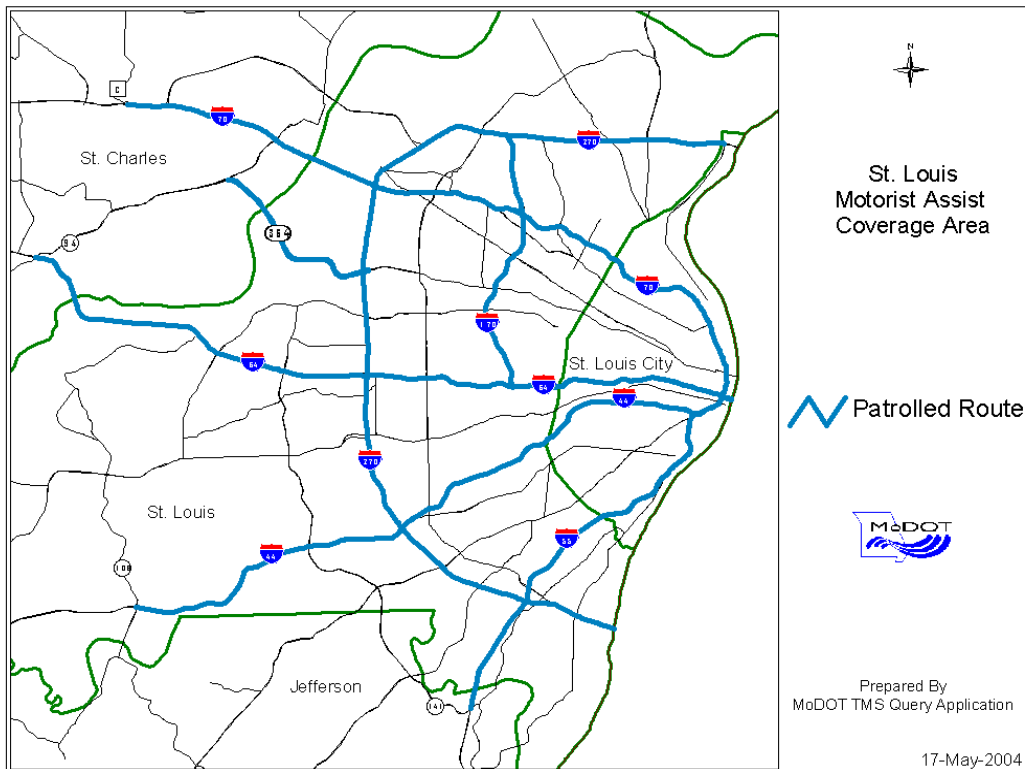 N
St. Louis
Motorist Assist
Coverage Area
Patrolled Route
MoDOT
Prepared By
MoDOT TMS Query Application
17-May-2004
C
70
270
St. Charles
364
94
70
170
64
St. Louis City
64
44
270
St. Louis
55
44
109
Jefferson
141